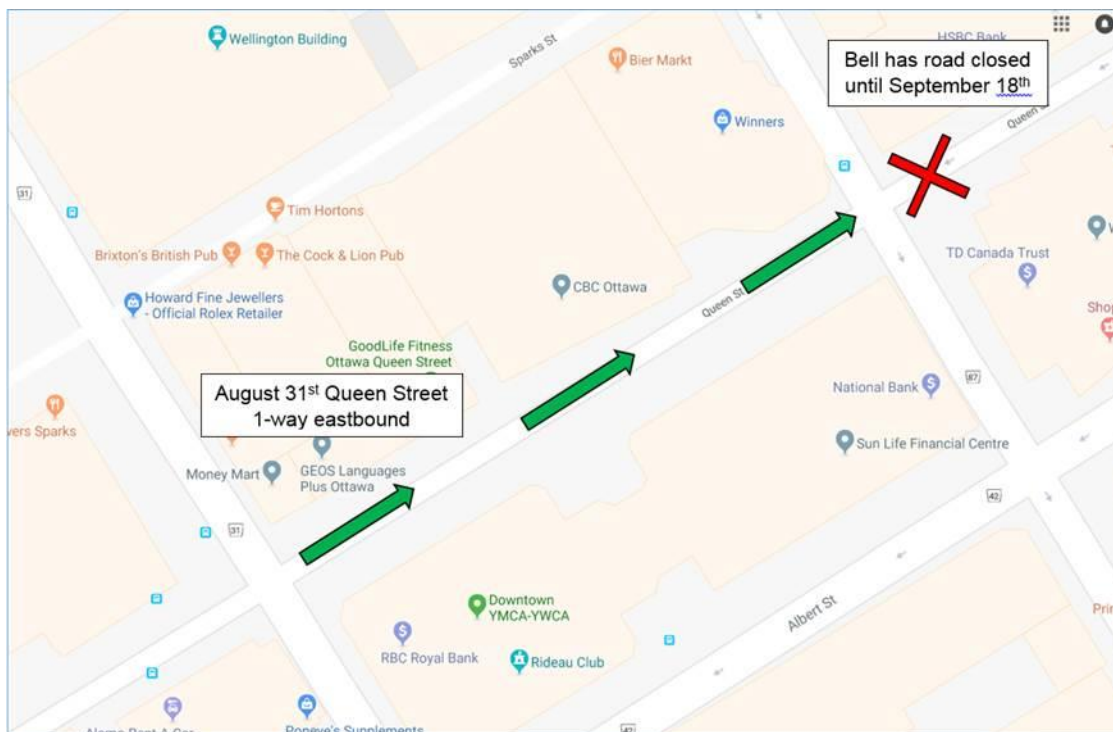 Wellington Building
Sparks St
Bier Markt
HSBC Bank
Bell has road closed
until September 18th
Winners
Queen
31
Tim Hortons
Brixton's British Pub
The Cock & Lion Pub
CBC Ottawa
TD Canada Trust
W
Howard Fine Jewellers
- Official Rolex Retailer
Queen St
Shop
GoodLife Fitness
Ottawa Queen Street
August 31st Queen Street
1-way eastbound
87
National Bank
vers Sparks
Sun Life Financial Centre
Money Mart
GEOS Languages
Plus Ottawa
42
31
Downtown
YMCA-YWCA
Albert St
Prin
RBC Royal Bank
Rideau Club
Popeye's Supplements
42